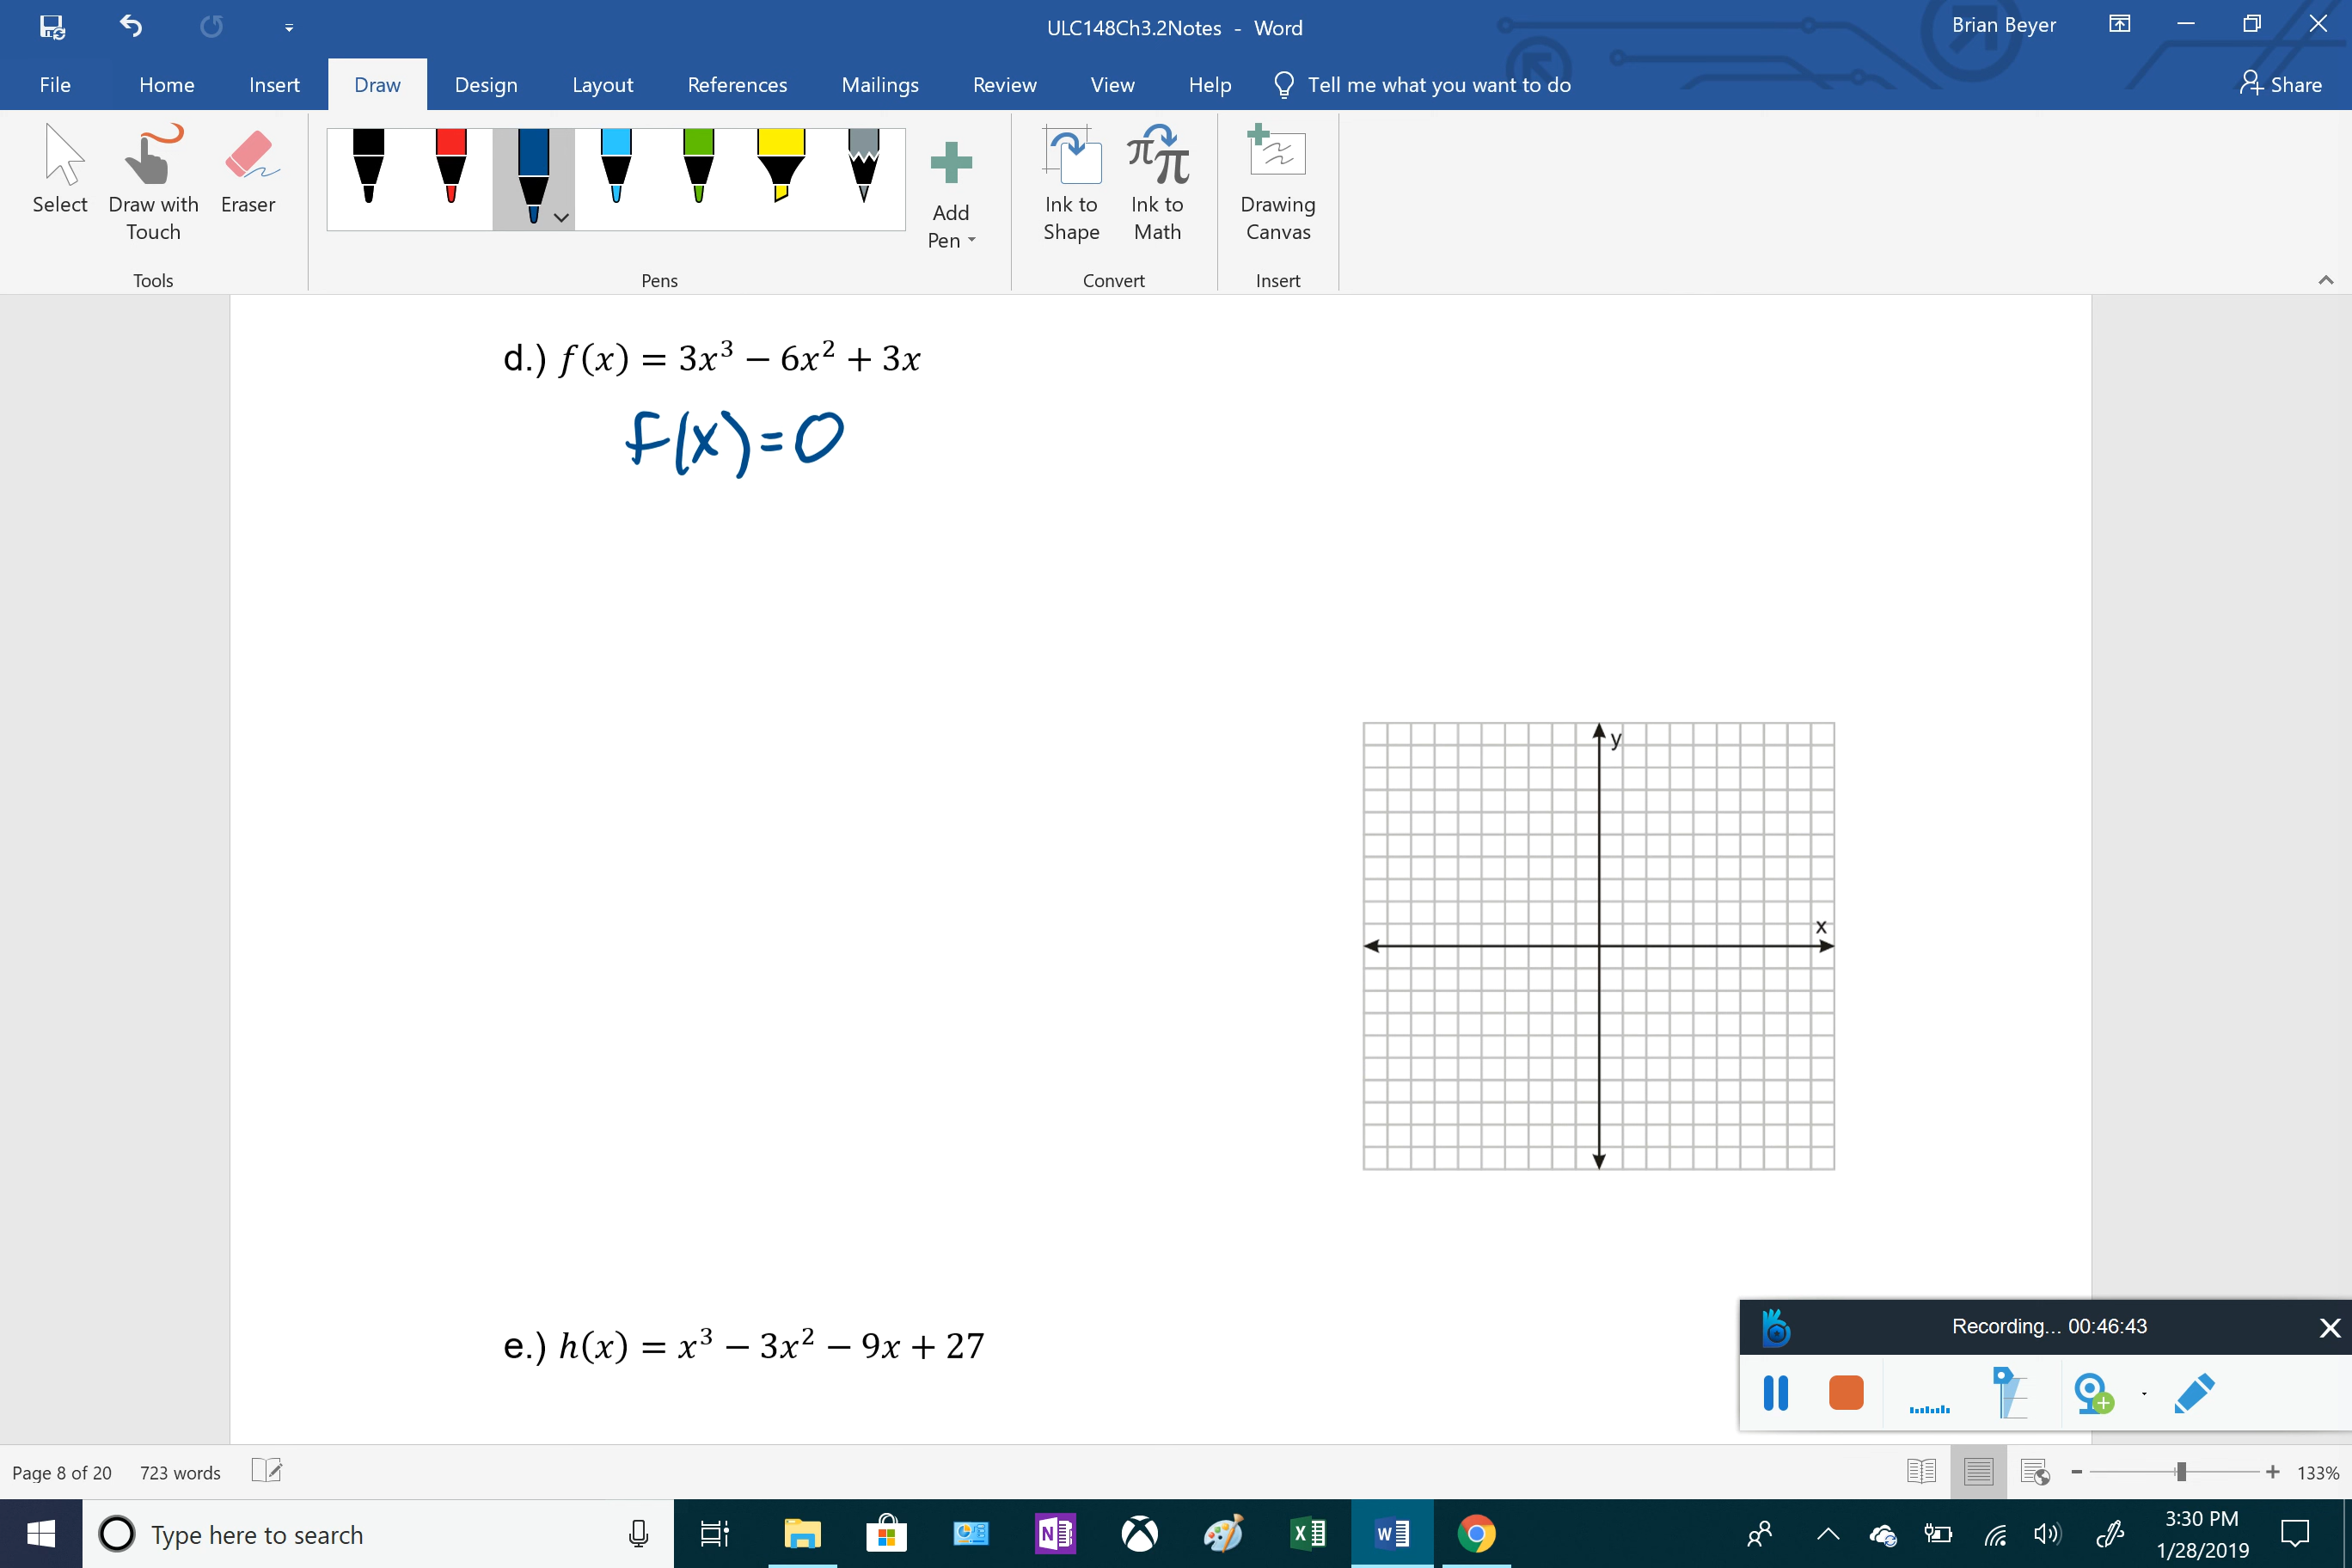 ULC148Ch3.2Notes - Word
Brian Beyer
File Home Insert Draw Design Layout References Mailings Review View Help Tell me what you want to do Share
Select
Draw with Touch
Eraser
Add Pen
Ink to Shape
Ink to Math
Drawing Canvas
Tools
Pens
Convert
Insert
d.) f(x) = 3x³ − 6x² + 3x
f(x)=0
y
x
e.) h(x) = x³ − 3x² − 9x + 27
Recording... 00:46:43
Page 8 of 20 723 words
133%
Type here to search
3:30 PM
1/28/2019